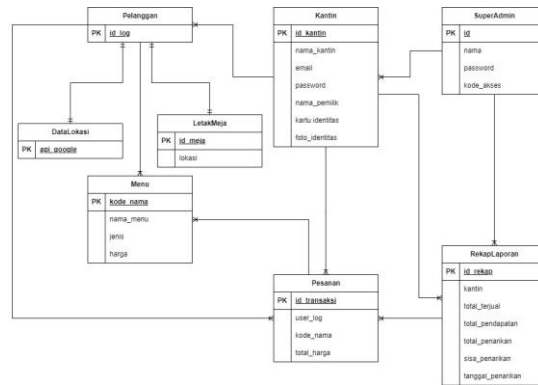 Pelanggan
PK id_log
Kantin
PK id_kantin
nama_kantin
email
password
nama_pemilik
kartu identitas
foto_identitas
SuperAdmin
PK id
nama
password
kode_akses
DataLokasi
PK api_google
LetakMeja
PK id_meja
lokasi
Menu
PK kode_nama
nama_menu
jenis
harga
Pesanan
PK id_transaksi
user_log
kode_nama
total_harga
RekapLaporan
PK id_rekap
kantin
total_terjual
total_pendapatan
total_penarikan
sisa_penarikan
tanggal_penarikan